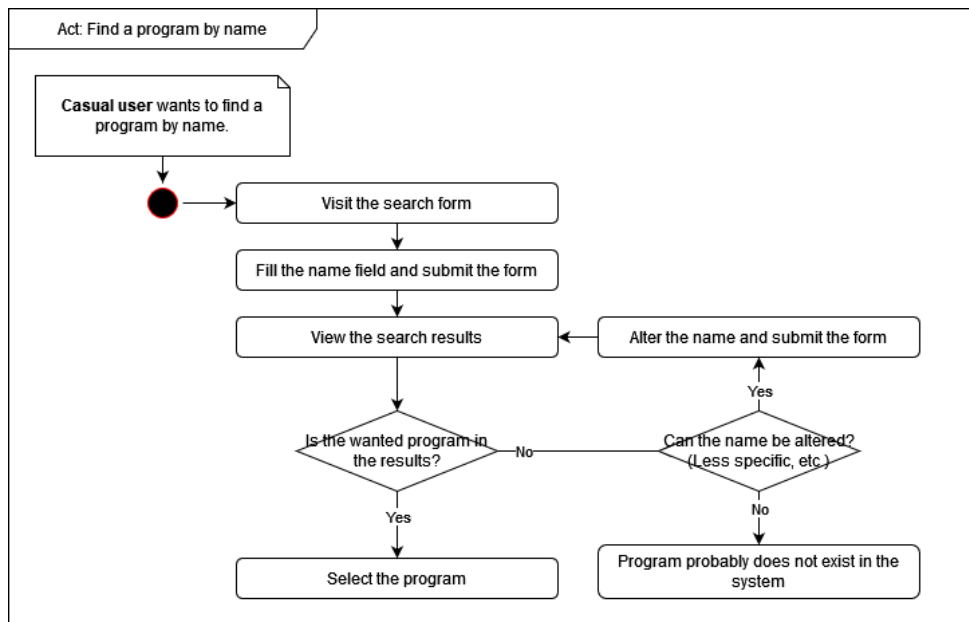 Act: Find a program by name
Casual user wants to find a
program by name.
Visit the search form
Fill the name field and submit the form
View the search results
Alter the name and submit the form
Yes
Is the wanted program in
the results?
No
Can the name be altered?
(Less specific, etc.)
Yes
No
Select the program
Program probably does not exist in the
system